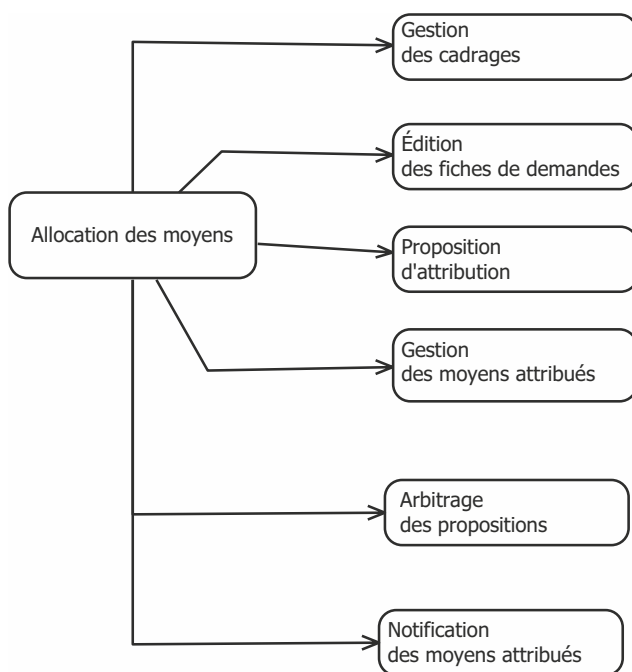 Gestion
des cadrages
Édition
des fiches de demandes
Allocation des moyens
Proposition
d'attribution
Gestion
des moyens attribués
Arbitrage
des propositions
Notification
des moyens attribués